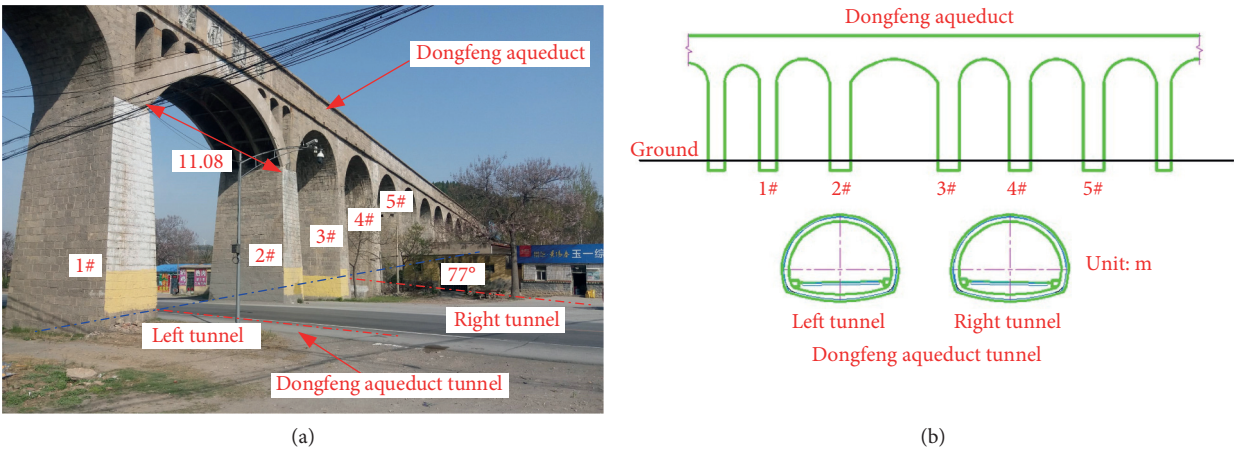 Dongfeng aqueduct
11.08
5#
4#
3#
2#
1#
77°
玉一综
Left tunnel
Right tunnel
Dongfeng aqueduct tunnel
(a)
Dongfeng aqueduct
Ground
1#
2#
3#
4#
5#
Unit: m
Left tunnel
Right tunnel
Dongfeng aqueduct tunnel
(b)